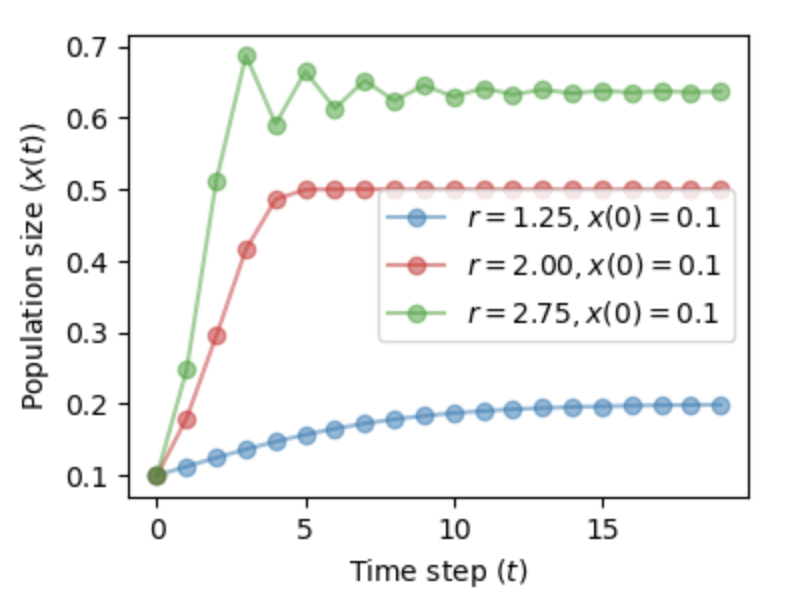 0.7
0.6
0.5
0.4
0.3
0.2
0.1
Population size (x(t))
r = 1.25, x(0) = 0.1
r = 2.00, x(0) = 0.1
r = 2.75, x(0) = 0.1
0 5 10 15
Time step (t)